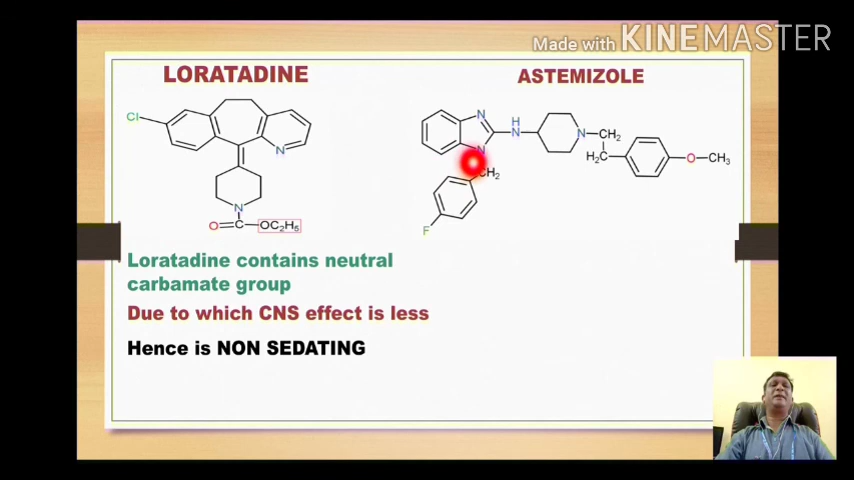 Made with KINEMASTER
LORATADINE
ASTEMIZOLE
Cl
N
N
O
C
OC2H5
N
N
H
N
N
CH2
H2C
O
CH3
CH2
F
Loratadine contains neutral
carbamate group
Due to which CNS effect is less
Hence is NON SEDATING